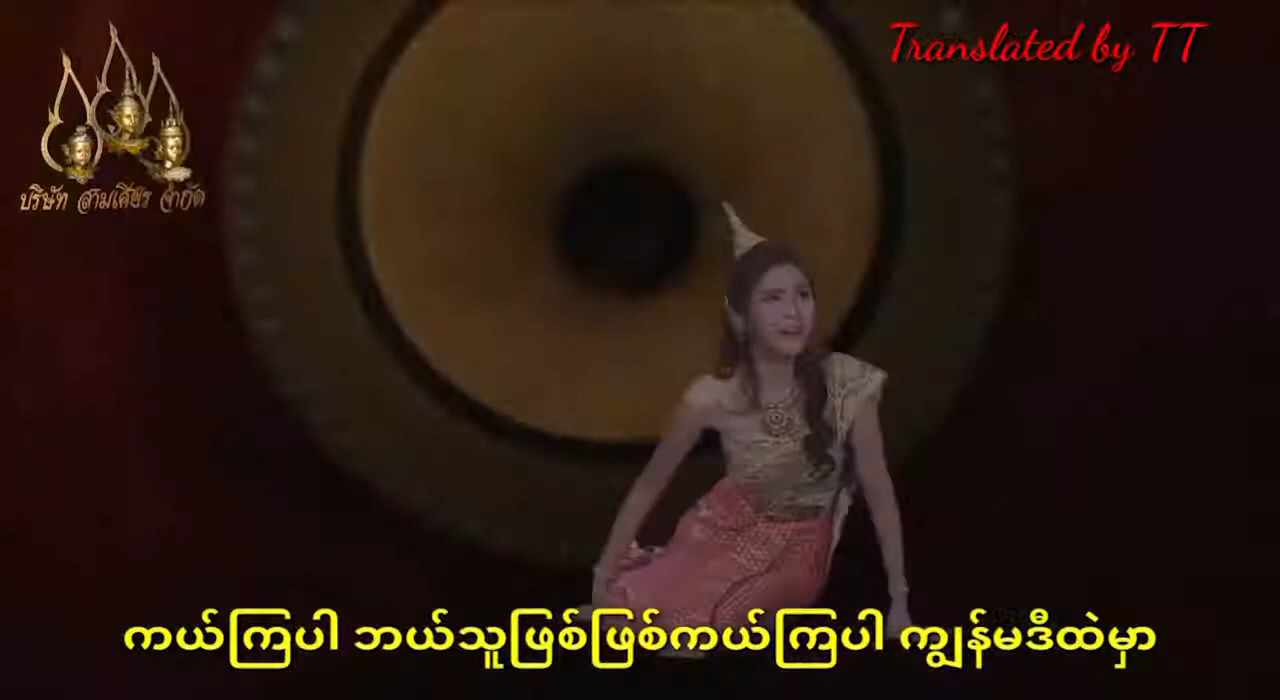 Translated by TT
บริษัท สามเศียร จำกัด
ကယ်ကြပါ ဘယ်သူဖြစ်ဖြစ်ကယ်ကြပါ ကျွန်မဒီထဲမှာ